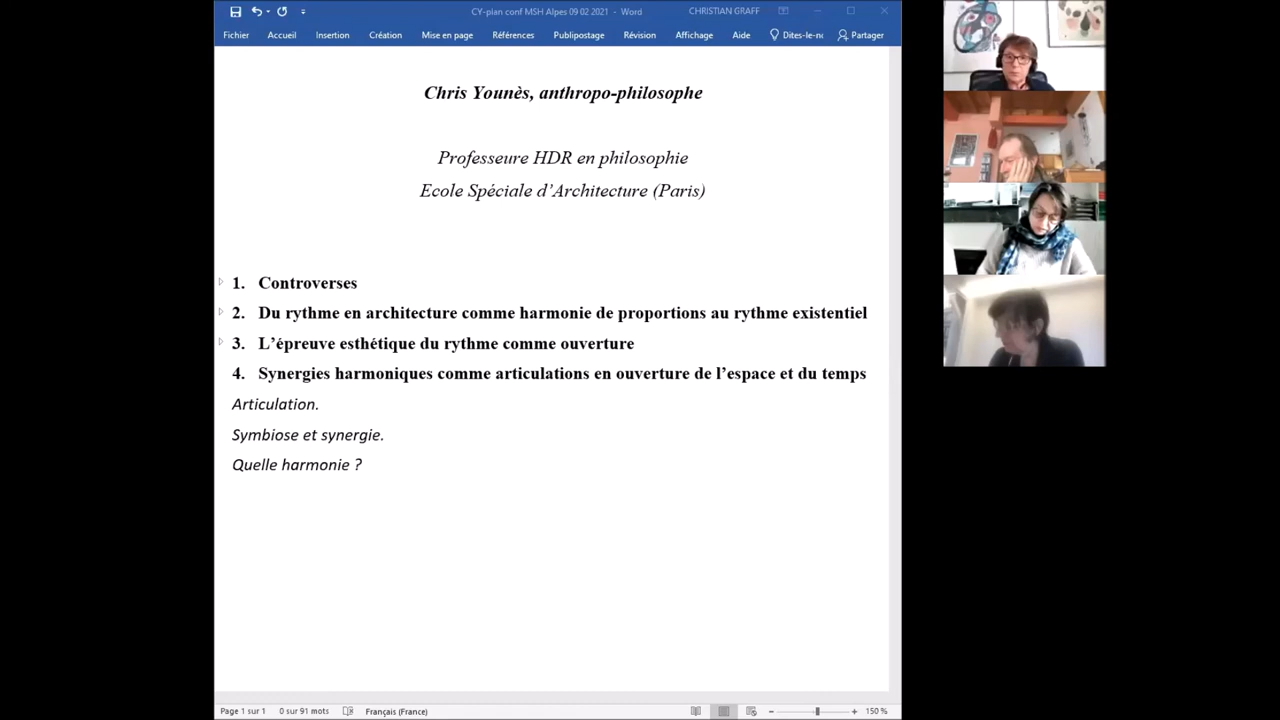 CY-plan conf MSH Alpes 09 02 2021 - Word
CHRISTIAN GRAFF
Fichier Accueil Insertion Création Mise en page Références Publipostage Révision Affichage Aide Dites-le-nc Partager
Chris Younès, anthropo-philosophe
Professeure HDR en philosophie
Ecole Spéciale d’Architecture (Paris)
1. Controverses
2. Du rythme en architecture comme harmonie de proportions au rythme existentiel
3. L’épreuve esthétique du rythme comme ouverture
4. Synergies harmoniques comme articulations en ouverture de l’espace et du temps
Articulation.
Symbiose et synergie.
Quelle harmonie ?
Page 1 sur 1 0 sur 91 mots Français (France) 150 %